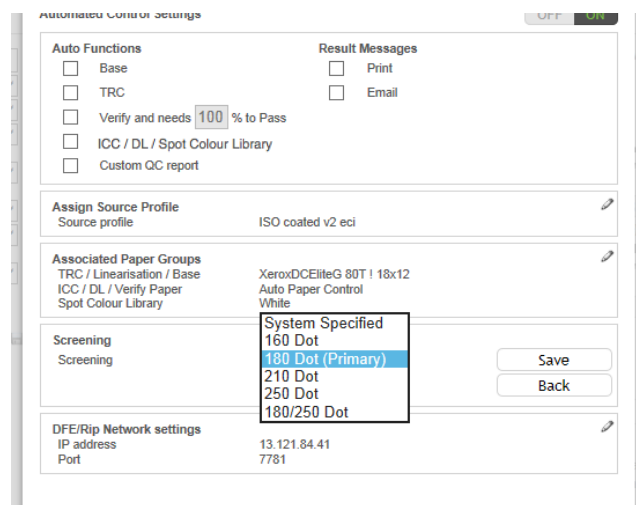 Automated Control Settings OFF ON
Auto Functions Result Messages
Base Print
TRC Email
Verify and needs 100 % to Pass
ICC / DL / Spot Colour Library
Custom QC report
Assign Source Profile
Source profile ISO coated v2 eci
Associated Paper Groups
TRC / Linearisation / Base XeroxDCEliteG 80T ! 18x12
ICC / DL / Verify Paper Auto Paper Control
Spot Colour Library White
System Specified
Screening 160 Dot
Screening 180 Dot (Primary) Save
210 Dot
250 Dot Back
180/250 Dot
DFE/Rip Network settings
IP address 13.121.84.41
Port 7781